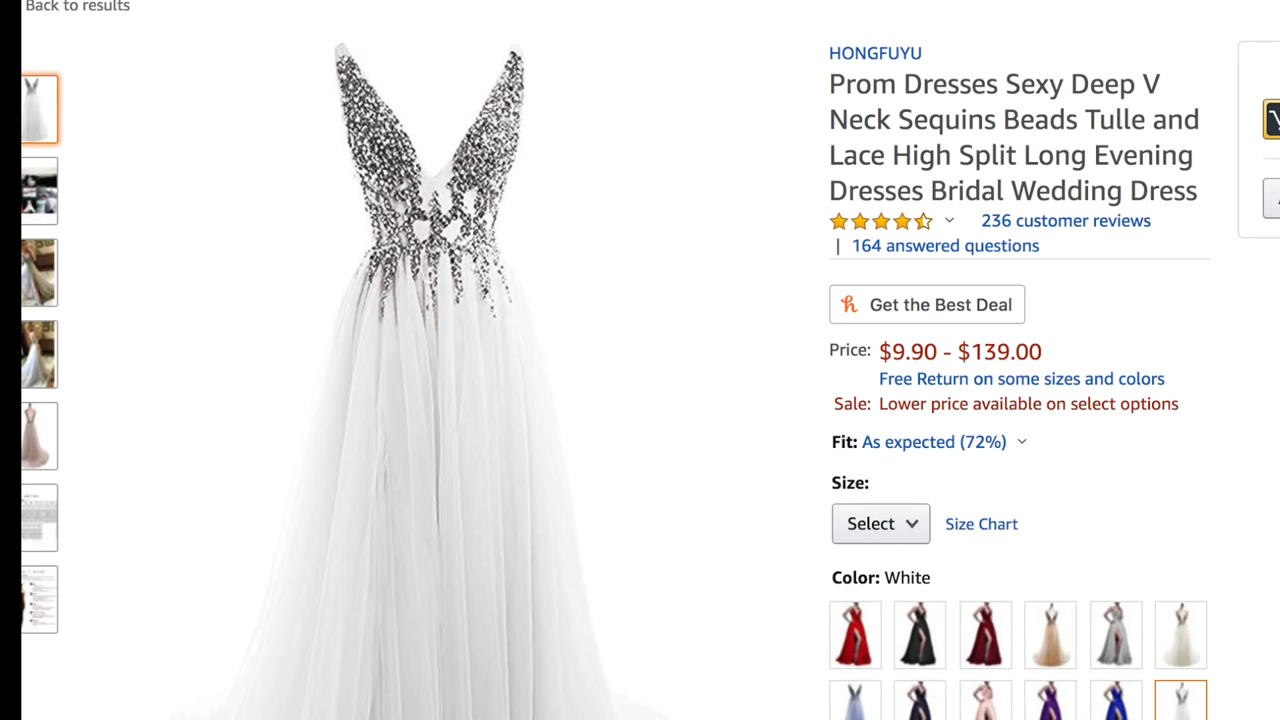 Back to results
HONGFUYU
Prom Dresses Sexy Deep V
Neck Sequins Beads Tulle and
Lace High Split Long Evening
Dresses Bridal Wedding Dress
236 customer reviews
| 164 answered questions
Get the Best Deal
Price: $9.90 - $139.00
Free Return on some sizes and colors
Sale: Lower price available on select options
Fit: As expected (72%)
Size:
Select
Size Chart
Color: White